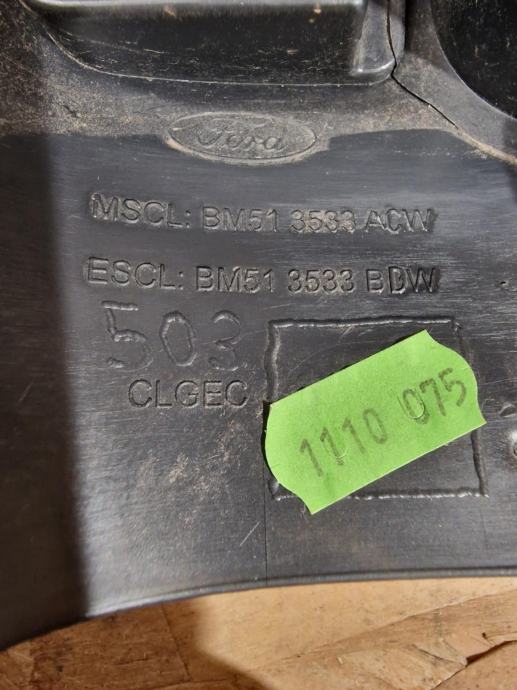 Ford
MSCL: BM51 3533 ACW
ESCL: BM51 3533 BDW
503
CLGEC
1110 075